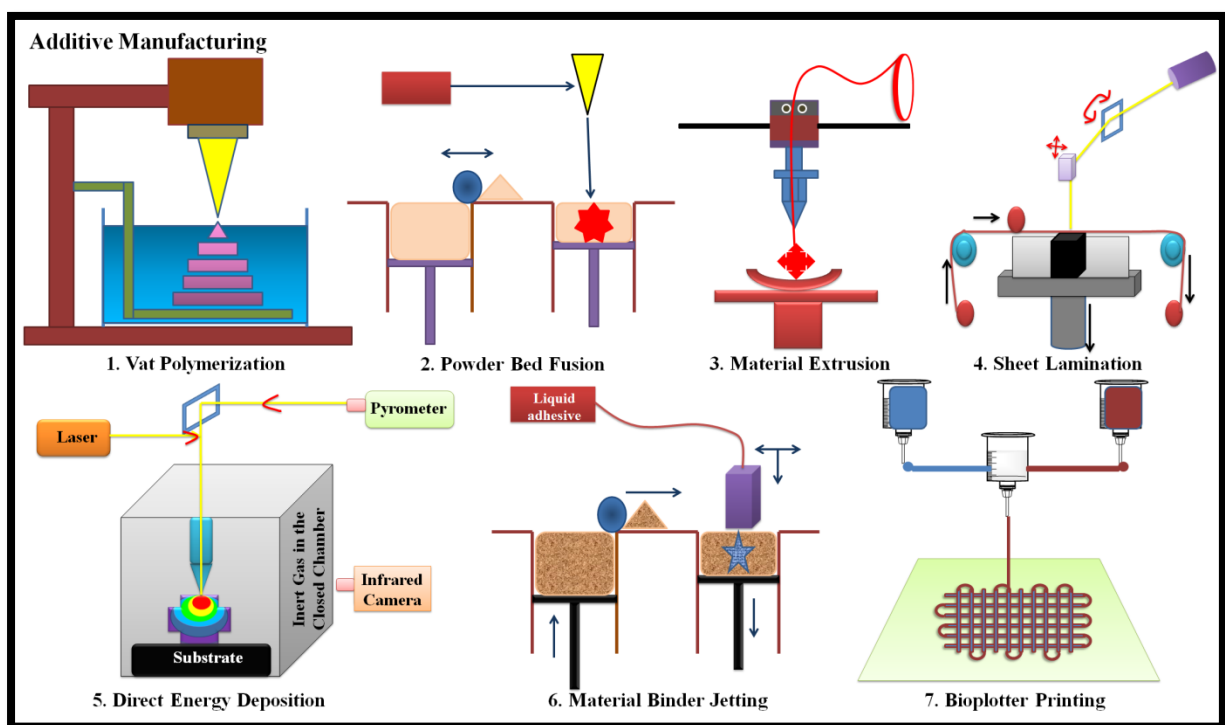 Additive Manufacturing
1. Vat Polymerization
2. Powder Bed Fusion
3. Material Extrusion
4. Sheet Lamination
Laser
Pyrometer
Inert Gas in the
Closed Chamber
Infrared
Camera
Substrate
5. Direct Energy Deposition
Liquid
adhesive
6. Material Binder Jetting
7. Bioplotter Printing